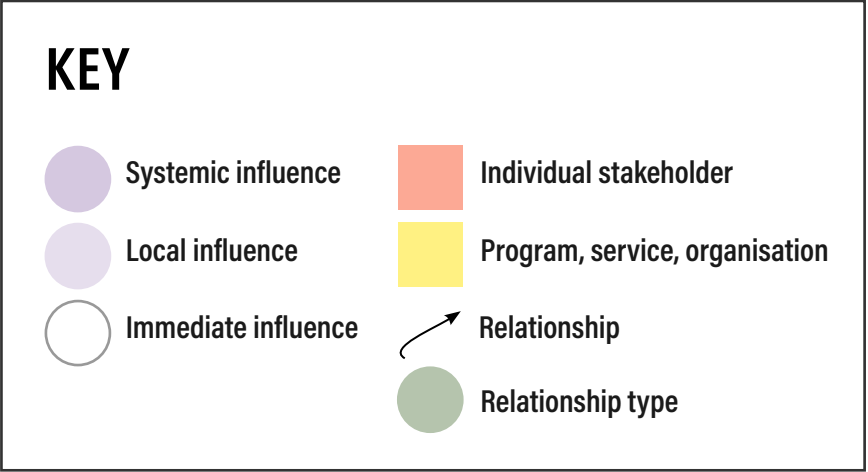 KEY
Systemic influence
Local influence
Immediate influence
Individual stakeholder
Program, service, organisation
Relationship
Relationship type